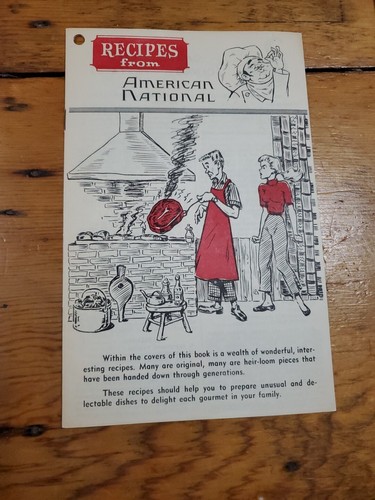 RECIPES
from
AMERICAN
NATIONAL
Within the covers of this book is a wealth of wonderful, inter-
esting recipes. Many are original, many are heir-loom pieces that
have been handed down through generations.
These recipes should help you to prepare unusual and de-
lectable dishes to delight each gourmet in your family.